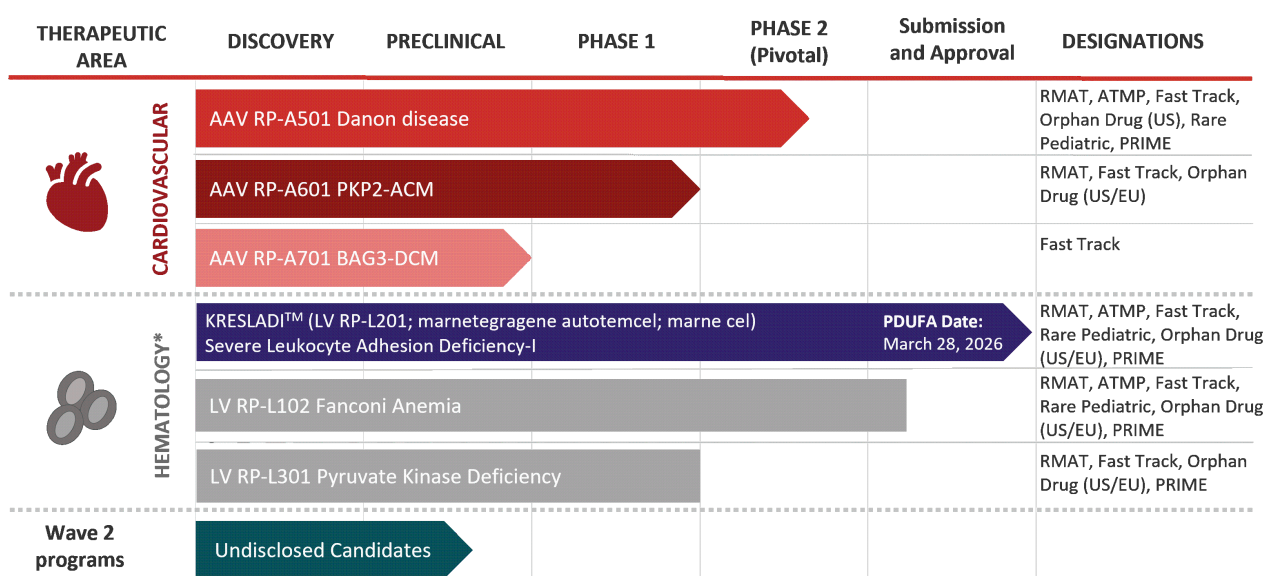 THERAPEUTIC
AREA
DISCOVERY
PRECLINICAL
PHASE 1
PHASE 2
(Pivotal)
Submission
and Approval
DESIGNATIONS
CARDIOVASCULAR
AAV RP-A501 Danon disease
RMAT, ATMP, Fast Track,
Orphan Drug (US), Rare
Pediatric, PRIME
AAV RP-A601 PKP2-ACM
RMAT, Fast Track, Orphan
Drug (US/EU)
AAV RP-A701 BAG3-DCM
Fast Track
HEMATOLOGY*
KRESLADI™ (LV RP-L201; marnetegragene autotemcel; marne cel)
Severe Leukocyte Adhesion Deficiency-I
PDUFA Date:
March 28, 2026
RMAT, ATMP, Fast Track,
Rare Pediatric, Orphan Drug
(US/EU), PRIME
LV RP-L102 Fanconi Anemia
RMAT, ATMP, Fast Track,
Rare Pediatric, Orphan Drug
(US/EU), PRIME
LV RP-L301 Pyruvate Kinase Deficiency
RMAT, Fast Track, Orphan
Drug (US/EU), PRIME
Wave 2
programs
Undisclosed Candidates